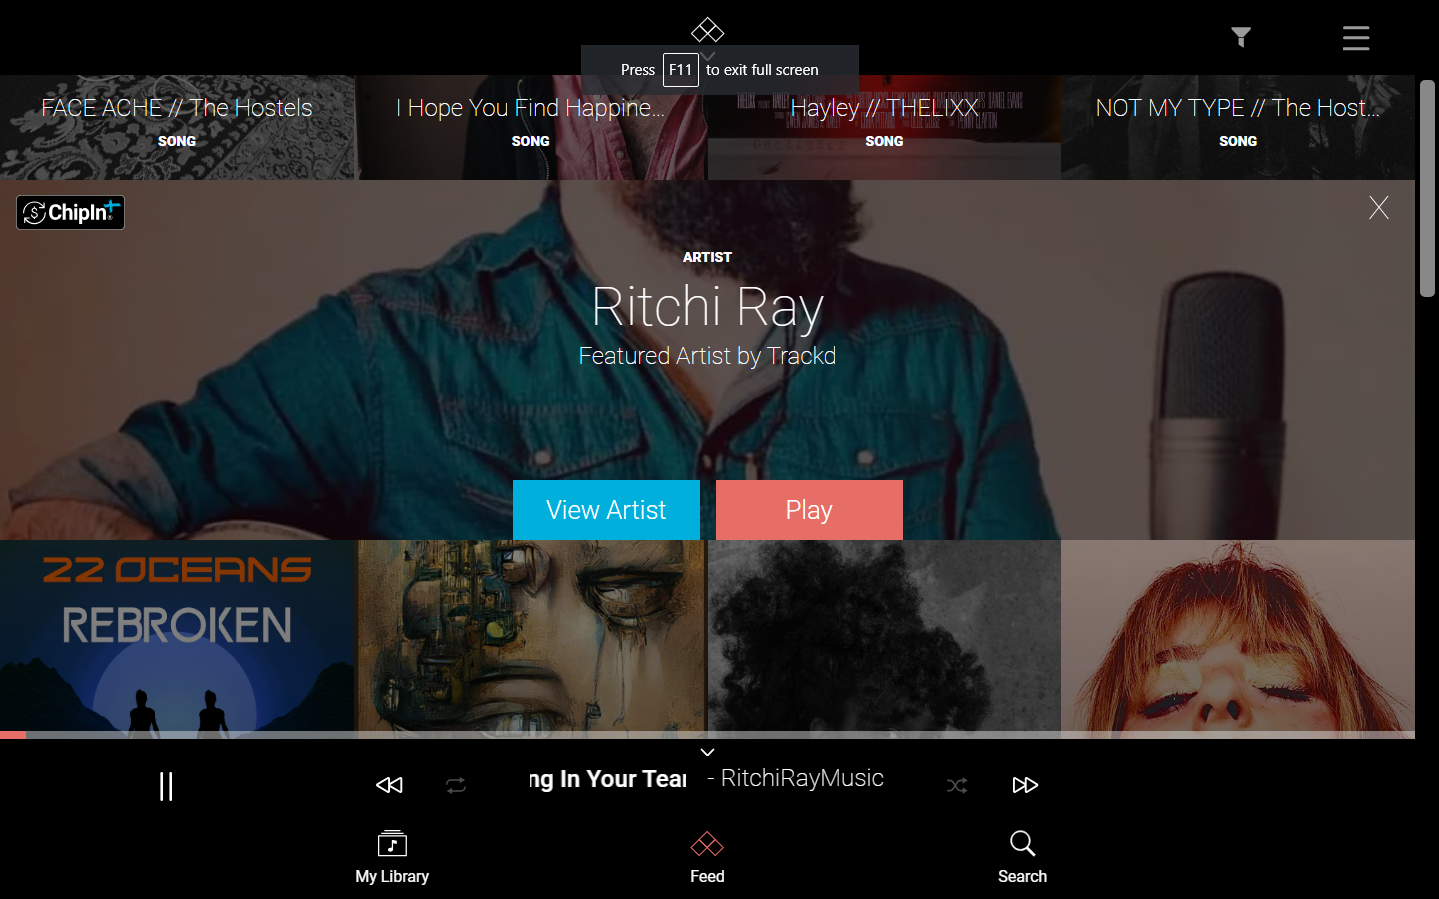 Press F11 to exit full screen
FACE ACHE // The Hostels
SONG
I Hope You Find Happine...
SONG
Hayley // THELIXX
SONG
NOT MY TYPE // The Host...
SONG
ChipIn+
ARTIST
Ritchi Ray
Featured Artist by Trackd
View Artist
Play
22 OCEANS
REBROKEN
ng In Your Tear - RitchiRayMusic
My Library
Feed
Search